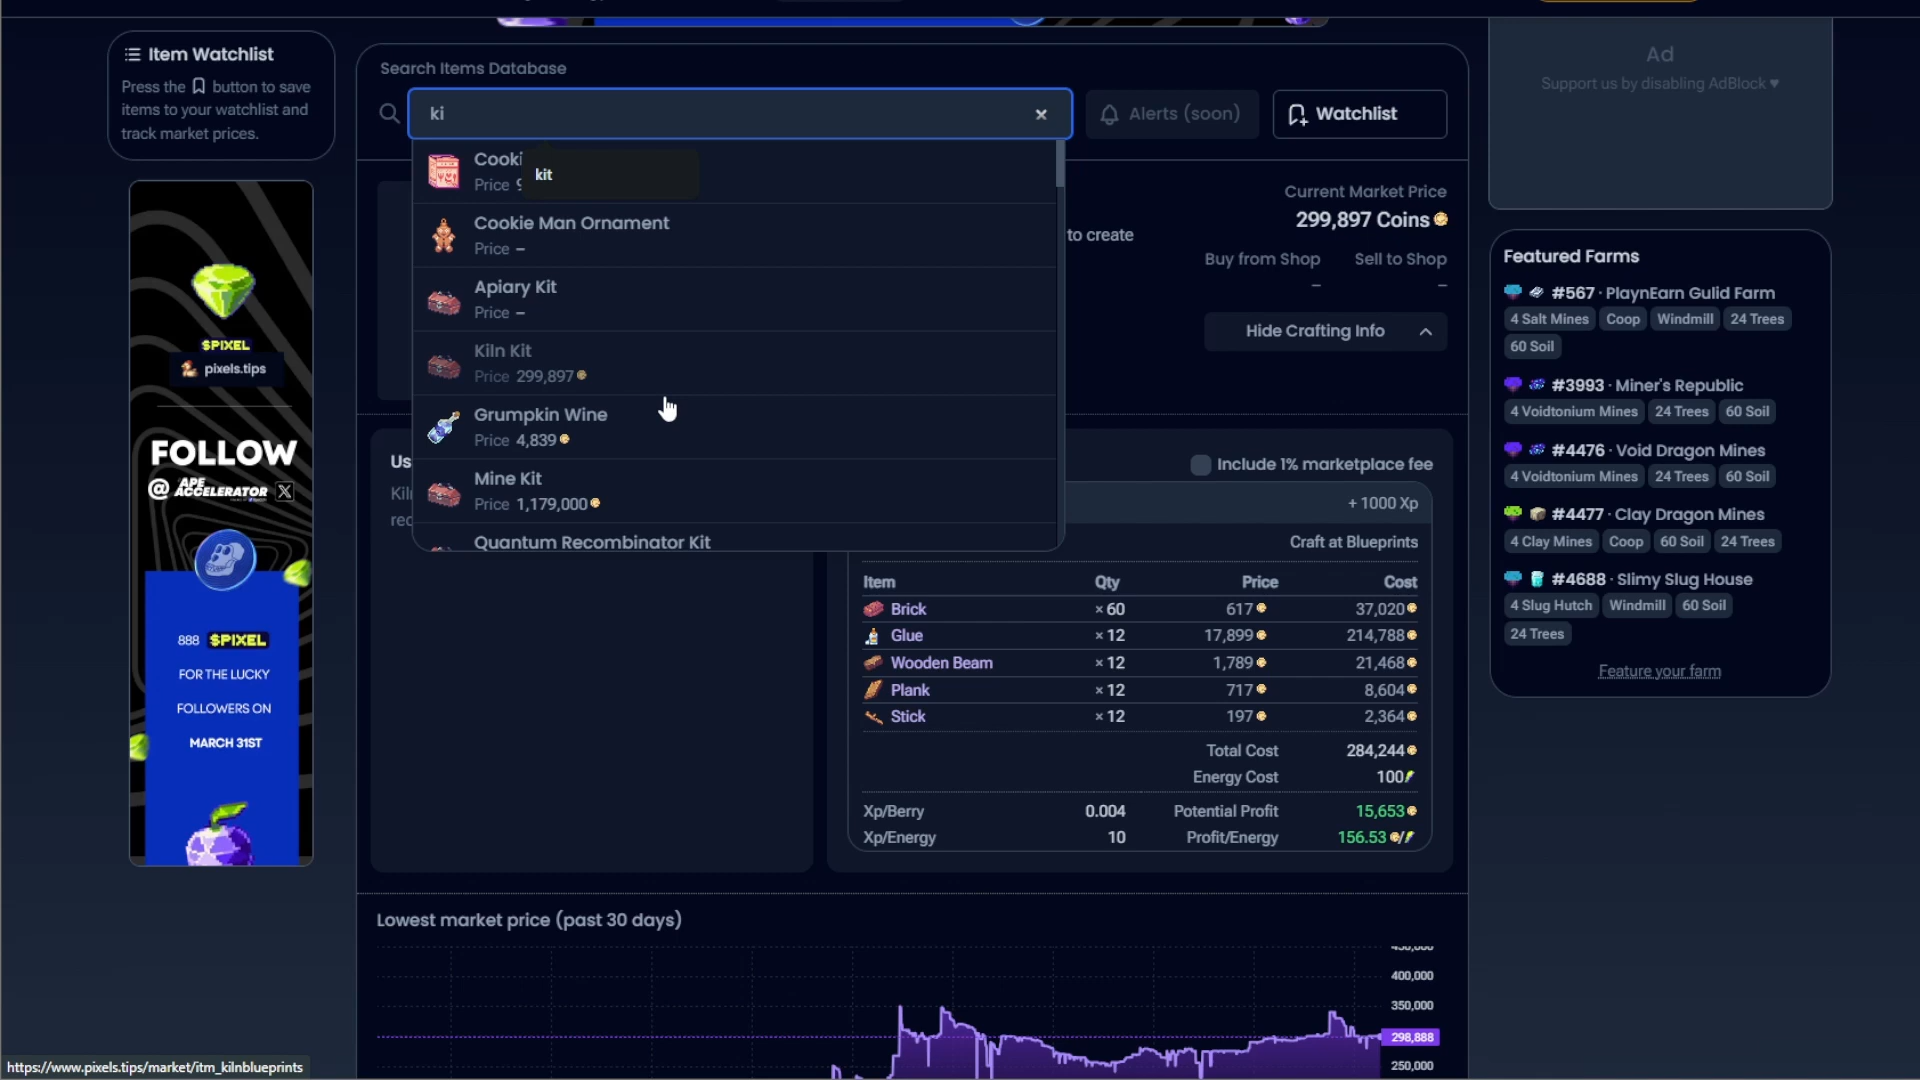 Item Watchlist
Press the button to save
items to your watchlist and
track market prices.
$PIXEL
pixels.tips
FOLLOW
@ APE ACCELERATOR X
888 $PIXEL
FOR THE LUCKY
FOLLOWERS ON
MARCH 31ST
Search Items Database
ki
Alerts (soon)
Watchlist
kit
Cooki
Price 9
Cookie Man Ornament
Price –
Apiary Kit
Price –
Kiln Kit
Price 299,897
Grumpkin Wine
Price 4,839
Mine Kit
Price 1,179,000
Quantum Recombinator Kit
to create
Current Market Price
299,897 Coins
Buy from Shop Sell to Shop
– –
Hide Crafting Info
Us
Kil
rec
Include 1% marketplace fee
+ 1000 Xp
Craft at Blueprints
Item Qty Price Cost
Brick × 60 617 37,020
Glue × 12 17,899 214,788
Wooden Beam × 12 1,789 21,468
Plank × 12 717 8,604
Stick × 12 197 2,364
Total Cost 284,244
Energy Cost 100
Xp/Berry 0.004 Potential Profit 15,653
Xp/Energy 10 Profit/Energy 156.53 /
Lowest market price (past 30 days)
450,000
400,000
350,000
298,888
250,000
Ad
Support us by disabling AdBlock ♥
Featured Farms
#567 · PlaynEarn Guild Farm
4 Salt Mines Coop Windmill 24 Trees
60 Soil
#3993 · Miner's Republic
4 Voidtonium Mines 24 Trees 60 Soil
#4476 · Void Dragon Mines
4 Voidtonium Mines 24 Trees 60 Soil
#4477 · Clay Dragon Mines
4 Clay Mines Coop 60 Soil 24 Trees
#4688 · Slimy Slug House
4 Slug Hutch Windmill 60 Soil
24 Trees
Feature your farm
https://www.pixels.tips/market/itm_kilnblueprints